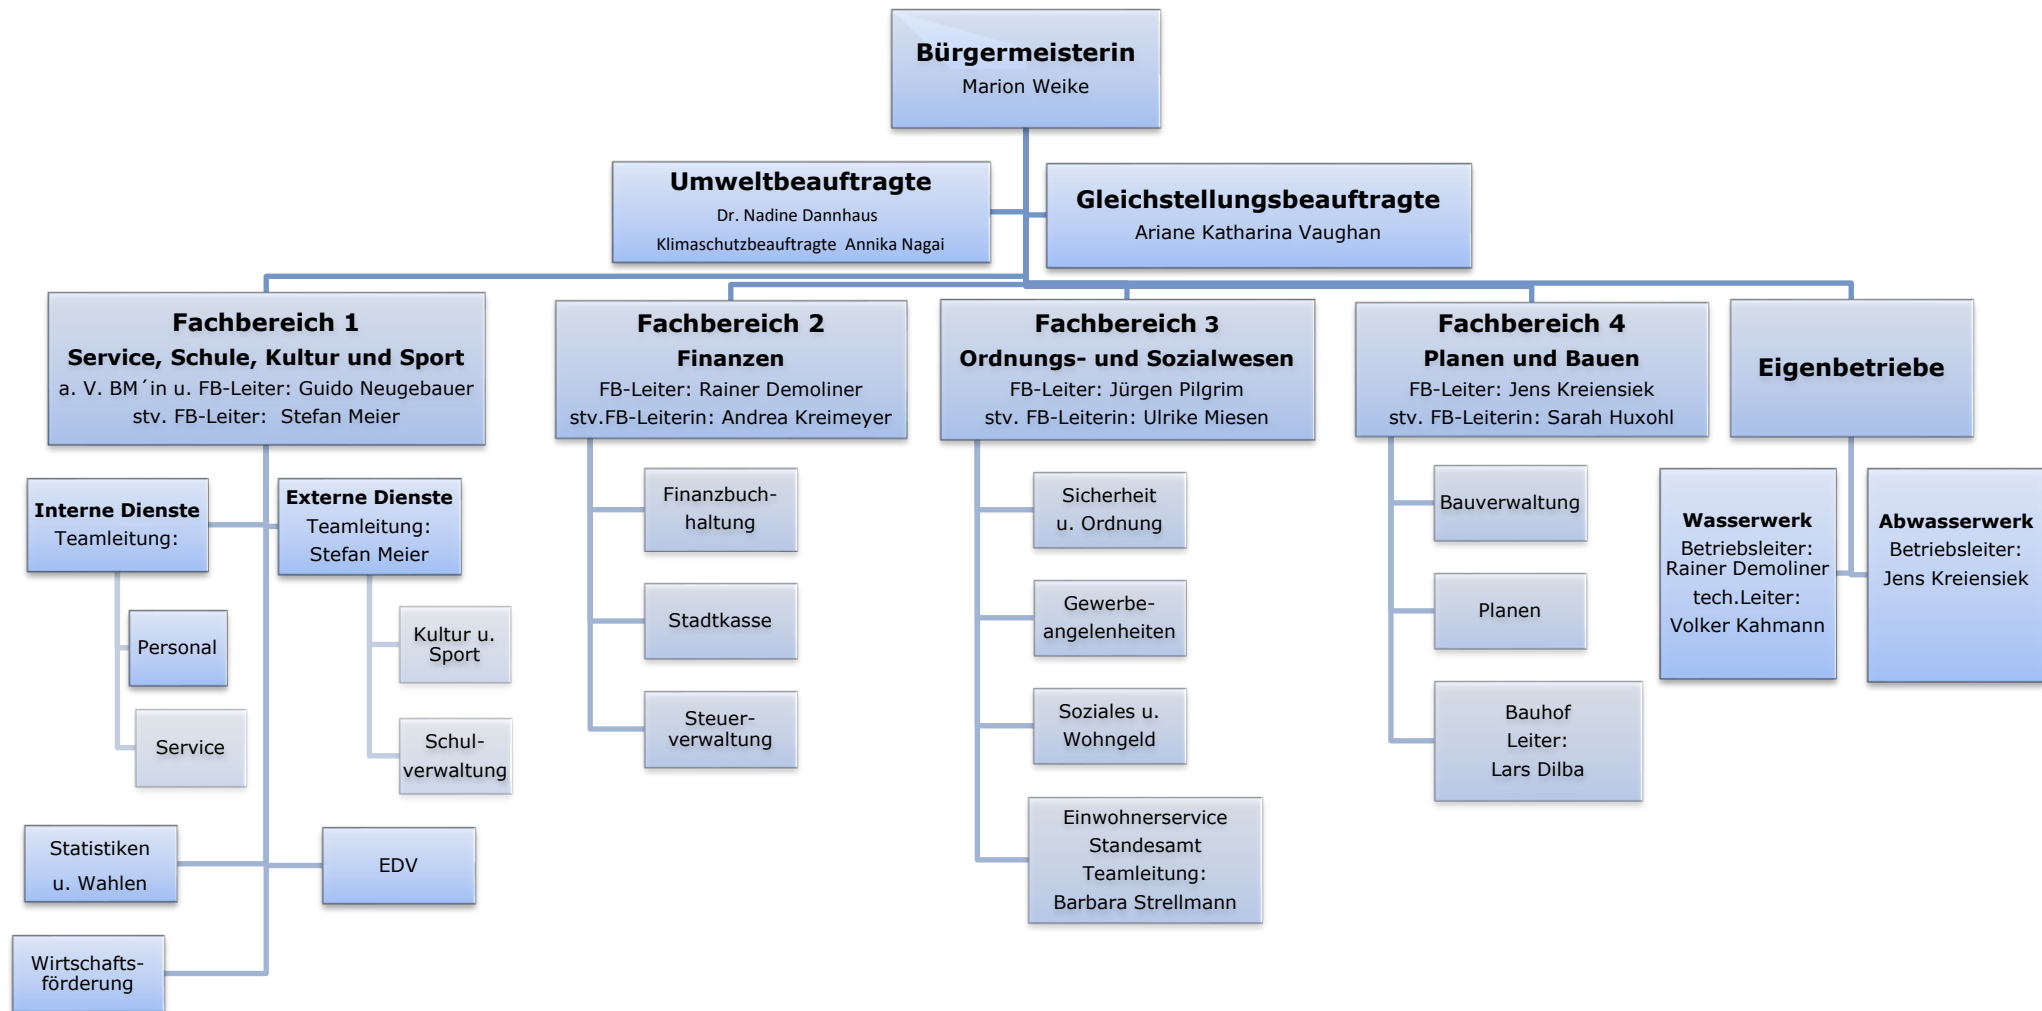 Bürgermeisterin
Marion Weike
Umweltbeauftragte
Dr. Nadine Dannhaus
Klimaschutzbeauftragte Annika Nagai
Gleichstellungsbeauftragte
Ariane Katharina Vaughan
Fachbereich 1
Service, Schule, Kultur und Sport
a. V. BM´in u. FB-Leiter: Guido Neugebauer
stv. FB-Leiter: Stefan Meier
Fachbereich 2
Finanzen
FB-Leiter: Rainer Demoliner
stv.FB-Leiterin: Andrea Kreimeyer
Fachbereich 3
Ordnungs- und Sozialwesen
FB-Leiter: Jürgen Pilgrim
stv. FB-Leiterin: Ulrike Miesen
Fachbereich 4
Planen und Bauen
FB-Leiter: Jens Kreiensiek
stv. FB-Leiterin: Sarah Huxohl
Eigenbetriebe
Interne Dienste
Teamleitung:
Externe Dienste
Teamleitung:
Stefan Meier
Personal
Service
Kultur u.
Sport
Schul-
verwaltung
Statistiken
u. Wahlen
EDV
Wirtschafts-
förderung
Finanzbuch-
haltung
Stadtkasse
Steuer-
verwaltung
Sicherheit
u. Ordnung
Gewerbe-
angelenheiten
Soziales u.
Wohngeld
Einwohnerservice
Standesamt
Teamleitung:
Barbara Strellmann
Bauverwaltung
Planen
Bauhof
Leiter:
Lars Dilba
Wasserwerk
Betriebsleiter:
Rainer Demoliner
tech.Leiter:
Volker Kahmann
Abwasserwerk
Betriebsleiter:
Jens Kreiensiek